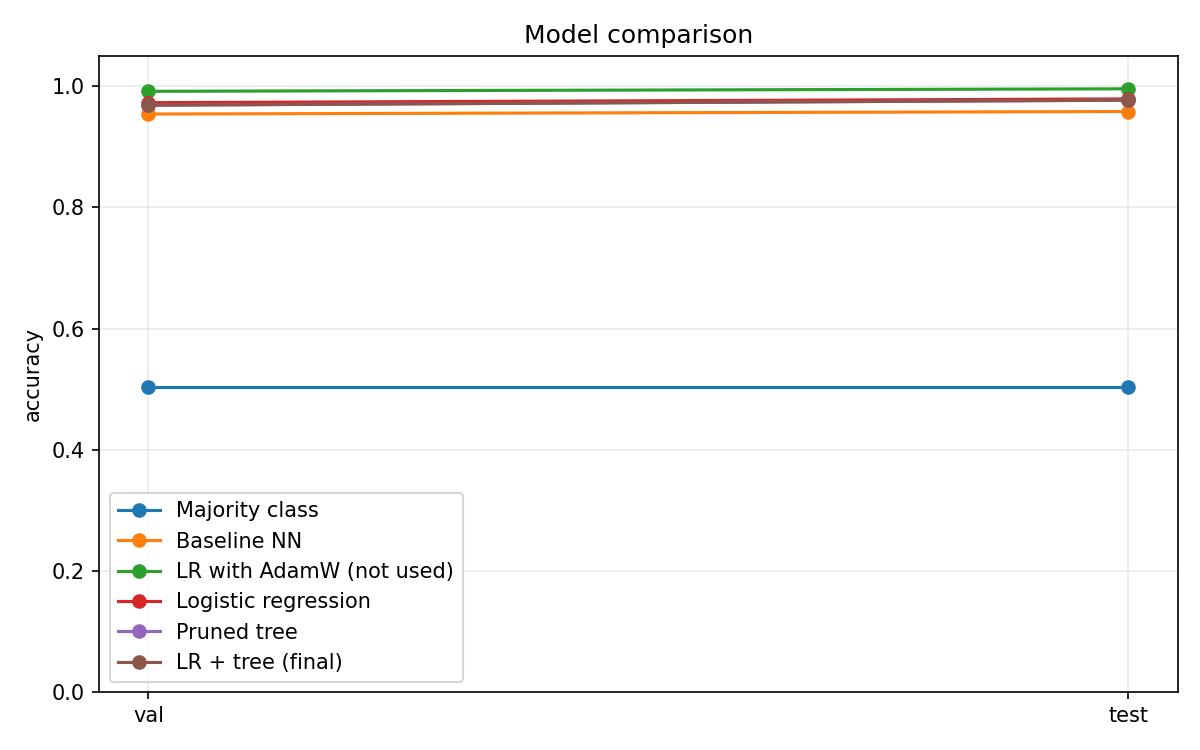 Model comparison
1.0
0.8
0.6
0.4
0.2
0.0
accuracy
Majority class
Baseline NN
LR with AdamW (not used)
Logistic regression
Pruned tree
LR + tree (final)
val
test